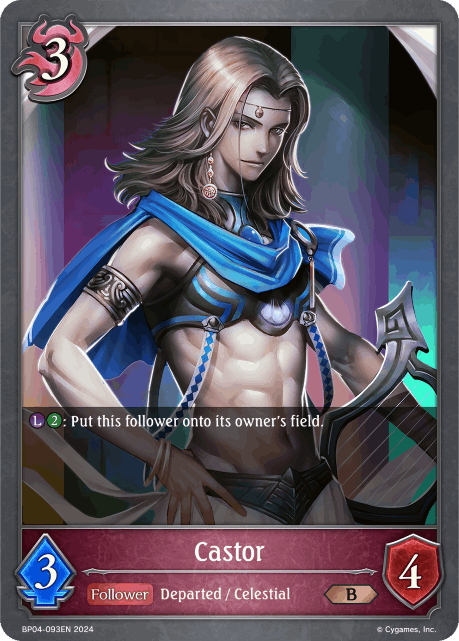 3
L 2: Put this follower onto its owner's field.
Castor
3
Follower Departed / Celestial B
4
BP04-093EN 2024 © Cygames, Inc.